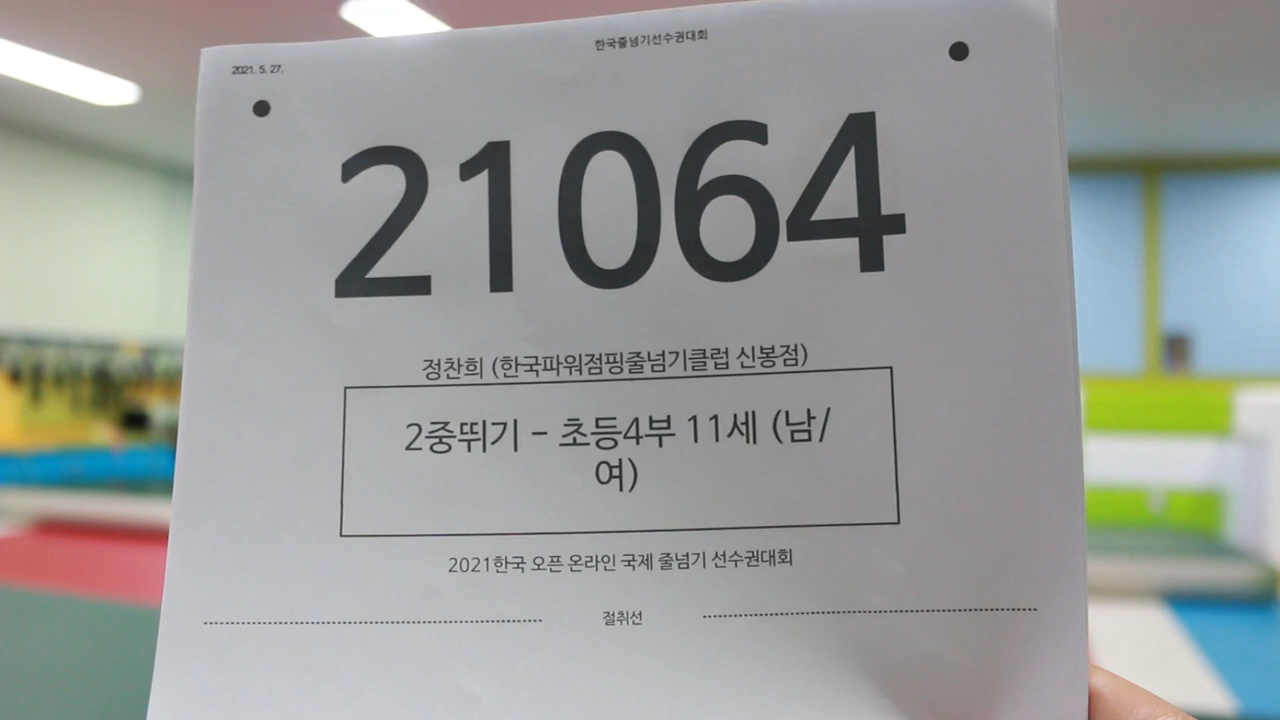 한국줄넘기선수권대회
2021. 5. 27.
21064
정찬희 (한국파워점핑줄넘기클럽 신봉점)
2중뛰기 - 초등4부 11세 (남/
여)
2021한국 오픈 온라인 국제 줄넘기 선수권대회
절취선